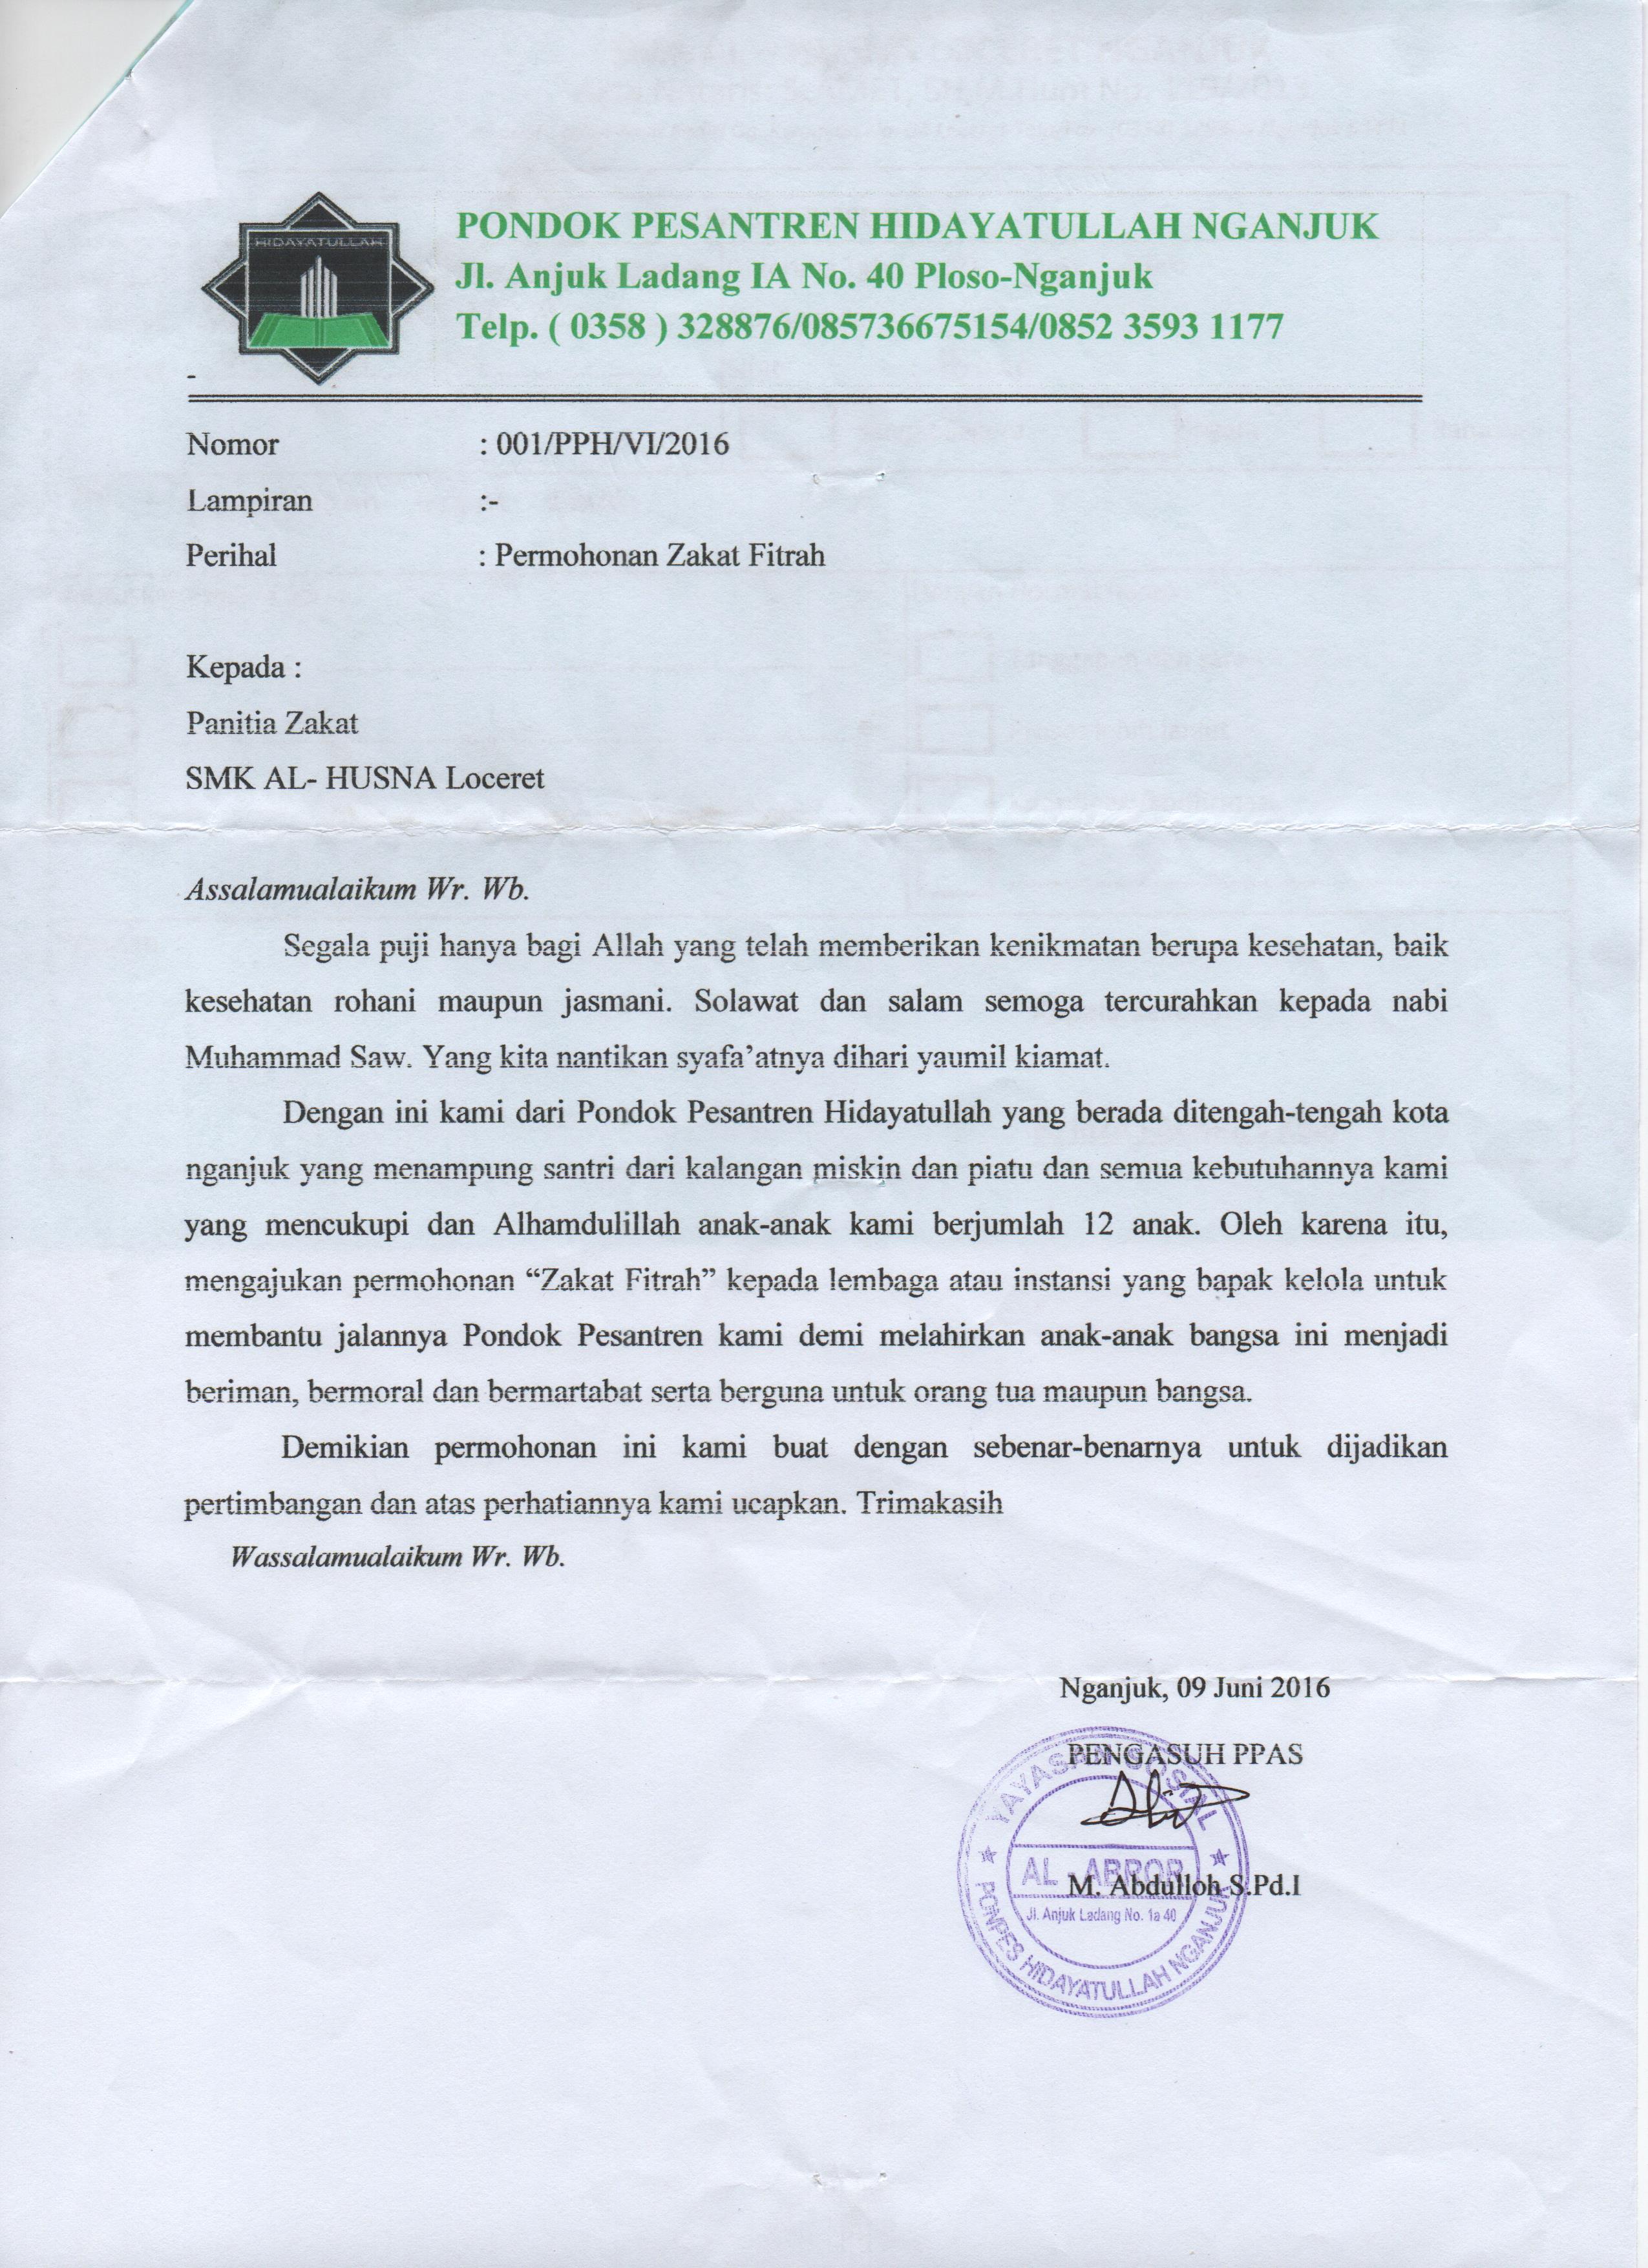 HIDAYATULLAH
PONDOK PESANTREN HIDAYATULLAH NGANJUK
Jl. Anjuk Ladang IA No. 40 Ploso-Nganjuk
Telp. ( 0358 ) 328876/085736675154/0852 3593 1177
-
Nomor : 001/PPH/VI/2016
Lampiran :-
Perihal : Permohonan Zakat Fitrah
Kepada :
Panitia Zakat
SMK AL- HUSNA Loceret
Assalamualaikum Wr. Wb.
Segala puji hanya bagi Allah yang telah memberikan kenikmatan berupa kesehatan, baik
kesehatan rohani maupun jasmani. Solawat dan salam semoga tercurahkan kepada nabi
Muhammad Saw. Yang kita nantikan syafa’atnya dihari yaumil kiamat.
Dengan ini kami dari Pondok Pesantren Hidayatullah yang berada ditengah-tengah kota
nganjuk yang menampung santri dari kalangan miskin dan piatu dan semua kebutuhannya kami
yang mencukupi dan Alhamdulillah anak-anak kami berjumlah 12 anak. Oleh karena itu,
mengajukan permohonan “Zakat Fitrah” kepada lembaga atau instansi yang bapak kelola untuk
membantu jalannya Pondok Pesantren kami demi melahirkan anak-anak bangsa ini menjadi
beriman, bermoral dan bermartabat serta berguna untuk orang tua maupun bangsa.
Demikian permohonan ini kami buat dengan sebenar-benarnya untuk dijadikan
pertimbangan dan atas perhatiannya kami ucapkan. Trimakasih
Wassalamualaikum Wr. Wb.
Nganjuk, 09 Juni 2016
PENGASUH PPAS
YAYASAN SOSIAL
AL - ABROR
M. Abdulloh S.Pd.I
Jl. Anjuk Ladang No. 1a 40
PONPES HIDAYATULLAH NGANJUK